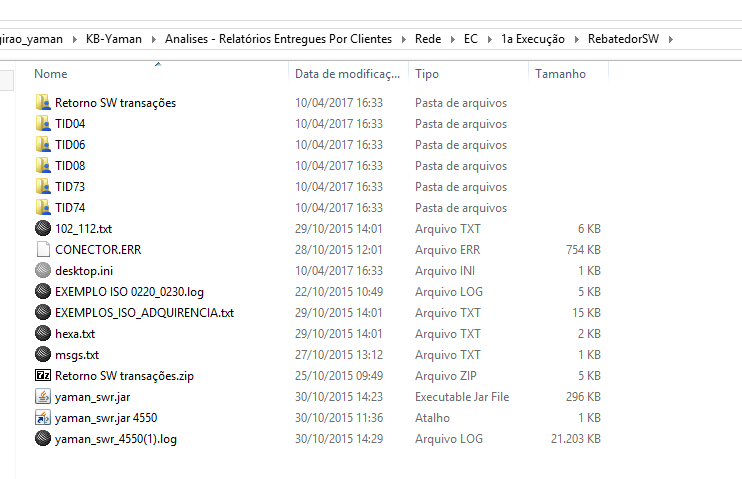 girao_yaman ▸ KB-Yaman ▸ Analises - Relatórios Entregues Por Clientes ▸ Rede ▸ EC ▸ 1a Execução ▸ RebatedorSW ▸
Nome Data de modificaç... Tipo Tamanho
Retorno SW transações 10/04/2017 16:33 Pasta de arquivos
TID04 10/04/2017 16:33 Pasta de arquivos
TID06 10/04/2017 16:33 Pasta de arquivos
TID08 10/04/2017 16:33 Pasta de arquivos
TID73 10/04/2017 16:33 Pasta de arquivos
TID74 10/04/2017 16:33 Pasta de arquivos
102_112.txt 29/10/2015 14:01 Arquivo TXT 6 KB
CONECTOR.ERR 28/10/2015 12:01 Arquivo ERR 754 KB
desktop.ini 10/04/2017 16:33 Arquivo INI 1 KB
EXEMPLO ISO 0220_0230.log 22/10/2015 10:49 Arquivo LOG 5 KB
EXEMPLOS_ISO_ADQUIRENCIA.txt 29/10/2015 14:01 Arquivo TXT 15 KB
hexa.txt 29/10/2015 14:01 Arquivo TXT 2 KB
msgs.txt 27/10/2015 13:12 Arquivo TXT 1 KB
Retorno SW transações.zip 25/10/2015 09:49 Arquivo ZIP 5 KB
yaman_swr.jar 30/10/2015 14:23 Executable Jar File 296 KB
yaman_swr.jar 4550 30/10/2015 11:36 Atalho 1 KB
yaman_swr_4550(1).log 30/10/2015 14:29 Arquivo LOG 21.203 KB